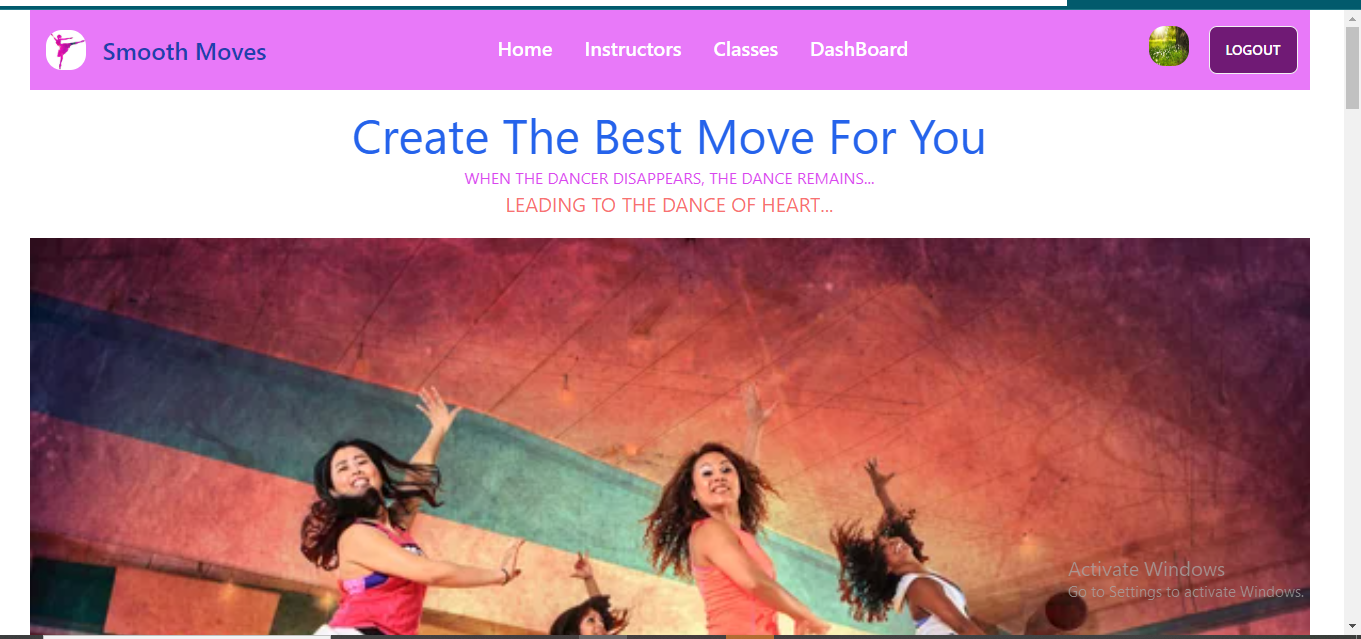 Smooth Moves
Home
Instructors
Classes
DashBoard
LOGOUT
Create The Best Move For You
WHEN THE DANCER DISAPPEARS, THE DANCE REMAINS...
LEADING TO THE DANCE OF HEART...
Activate Windows
Go to Settings to activate Windows.